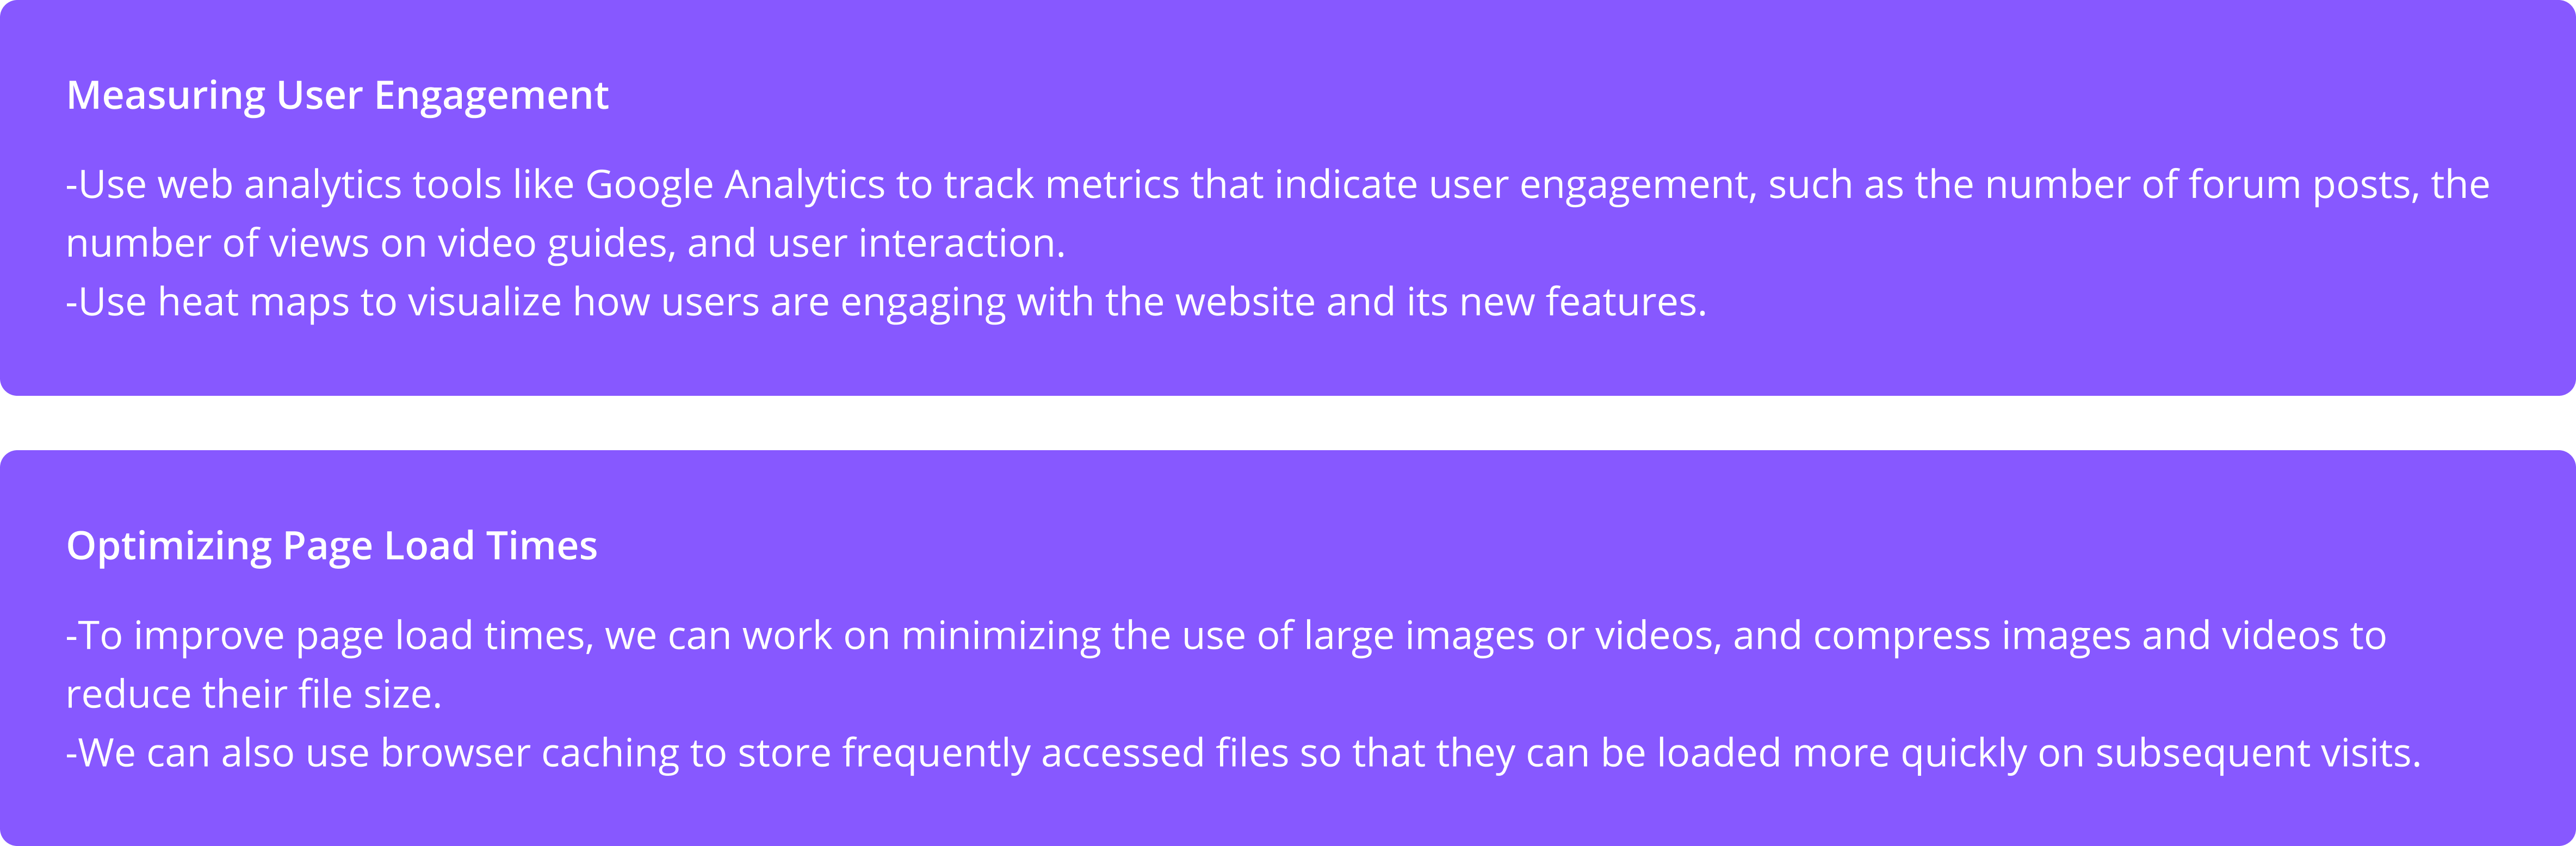 Measuring User Engagement
-Use web analytics tools like Google Analytics to track metrics that indicate user engagement, such as the number of forum posts, the
number of views on video guides, and user interaction.
-Use heat maps to visualize how users are engaging with the website and its new features.
Optimizing Page Load Times
-To improve page load times, we can work on minimizing the use of large images or videos, and compress images and videos to
reduce their file size.
-We can also use browser caching to store frequently accessed files so that they can be loaded more quickly on subsequent visits.